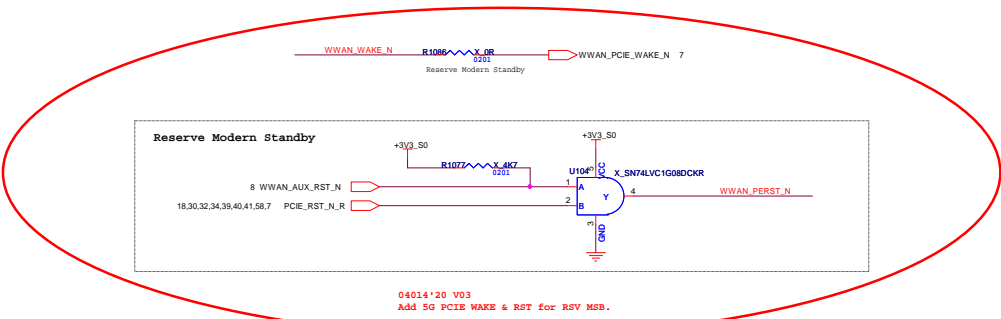 WWAN_WAKE_N R1086 X_0R WWAN_PCIE_WAKE_N 7
0201
Reserve Modern Standby
Reserve Modern Standby
+3V3_S0
+3V3_S0
R1077 X_4K7
0201
U104 5 VCC X_SN74LVC1G08DCKR
8 WWAN_AUX_RST_N 1 A
Y 4 WWAN_PERST_N
18,30,32,34,39,40,41,58,7 PCIE_RST_N_R 2 B
3 GND
04014'20 V03
Add 5G PCIE WAKE & RST for RSV MSB.